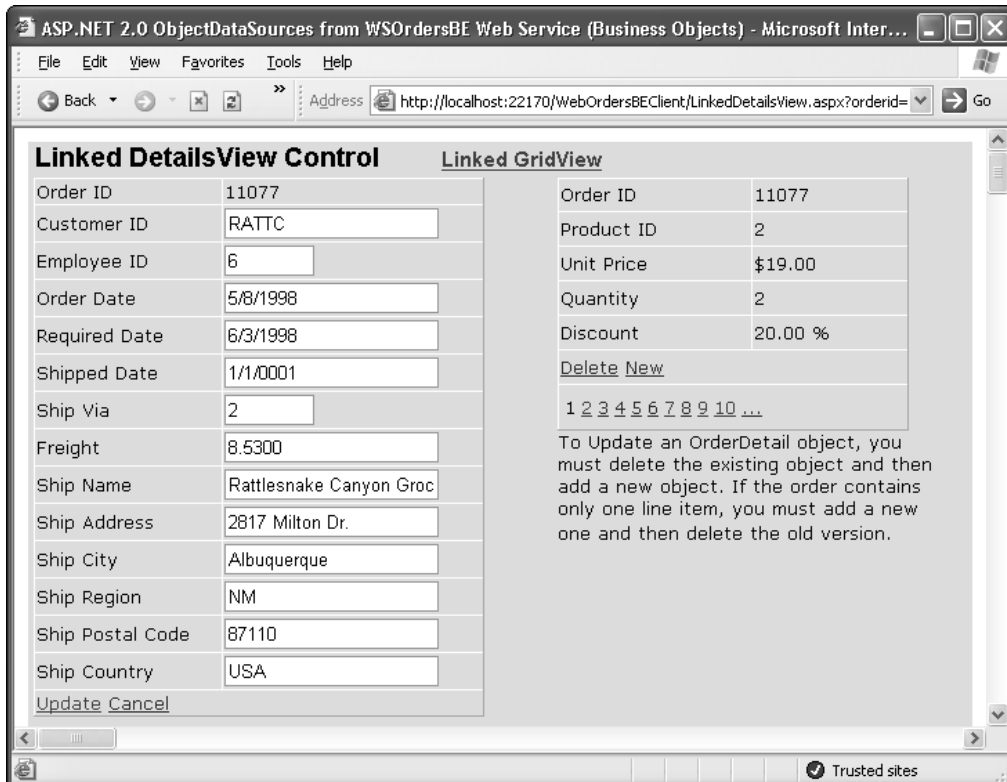 ASP.NET 2.0 ObjectDataSources from WSOrdersBE Web Service (Business Objects) - Microsoft Inter...
File Edit View Favorites Tools Help
Back » Address http://localhost:22170/WebOrdersBEClient/LinkedDetailsView.aspx?orderid= Go
Linked DetailsView Control Linked GridView
Order ID 11077
Customer ID RATTC
Employee ID 6
Order Date 5/8/1998
Required Date 6/3/1998
Shipped Date 1/1/0001
Ship Via 2
Freight 8.5300
Ship Name Rattlesnake Canyon Groc
Ship Address 2817 Milton Dr.
Ship City Albuquerque
Ship Region NM
Ship Postal Code 87110
Ship Country USA
Update Cancel
Order ID 11077
Product ID 2
Unit Price $19.00
Quantity 2
Discount 20.00 %
Delete New
1 2 3 4 5 6 7 8 9 10 ...
To Update an OrderDetail object, you
must delete the existing object and then
add a new object. If the order contains
only one line item, you must add a new
one and then delete the old version.
Trusted sites